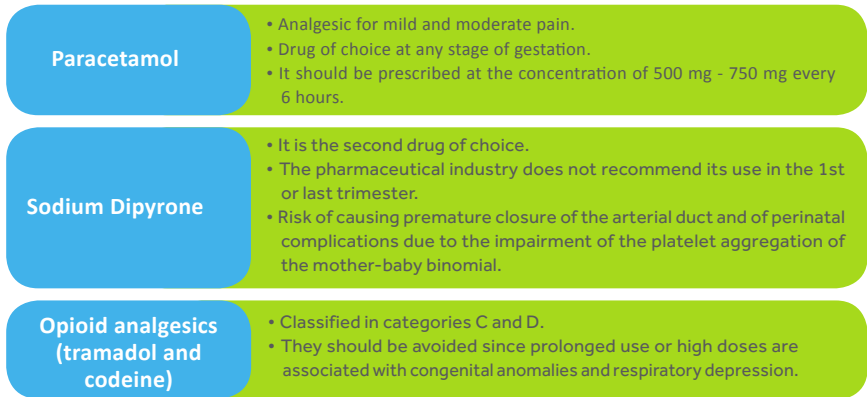 Paracetamol
• Analgesic for mild and moderate pain.
• Drug of choice at any stage of gestation.
• It should be prescribed at the concentration of 500 mg - 750 mg every
6 hours.
Sodium Dipyrone
• It is the second drug of choice.
• The pharmaceutical industry does not recommend its use in the 1st
or last trimester.
• Risk of causing premature closure of the arterial duct and of perinatal
complications due to the impairment of the platelet aggregation of
the mother-baby binomial.
Opioid analgesics
(tramadol and
codeine)
• Classified in categories C and D.
• They should be avoided since prolonged use or high doses are
associated with congenital anomalies and respiratory depression.